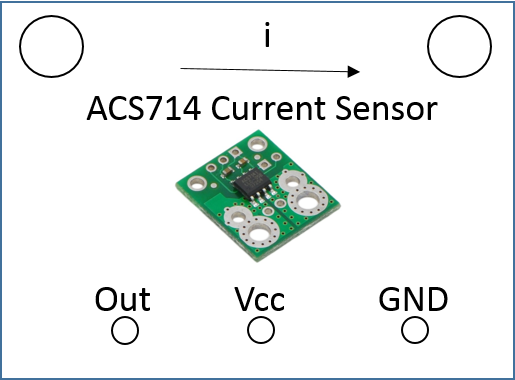 i
ACS714 Current Sensor
Out Vcc GND